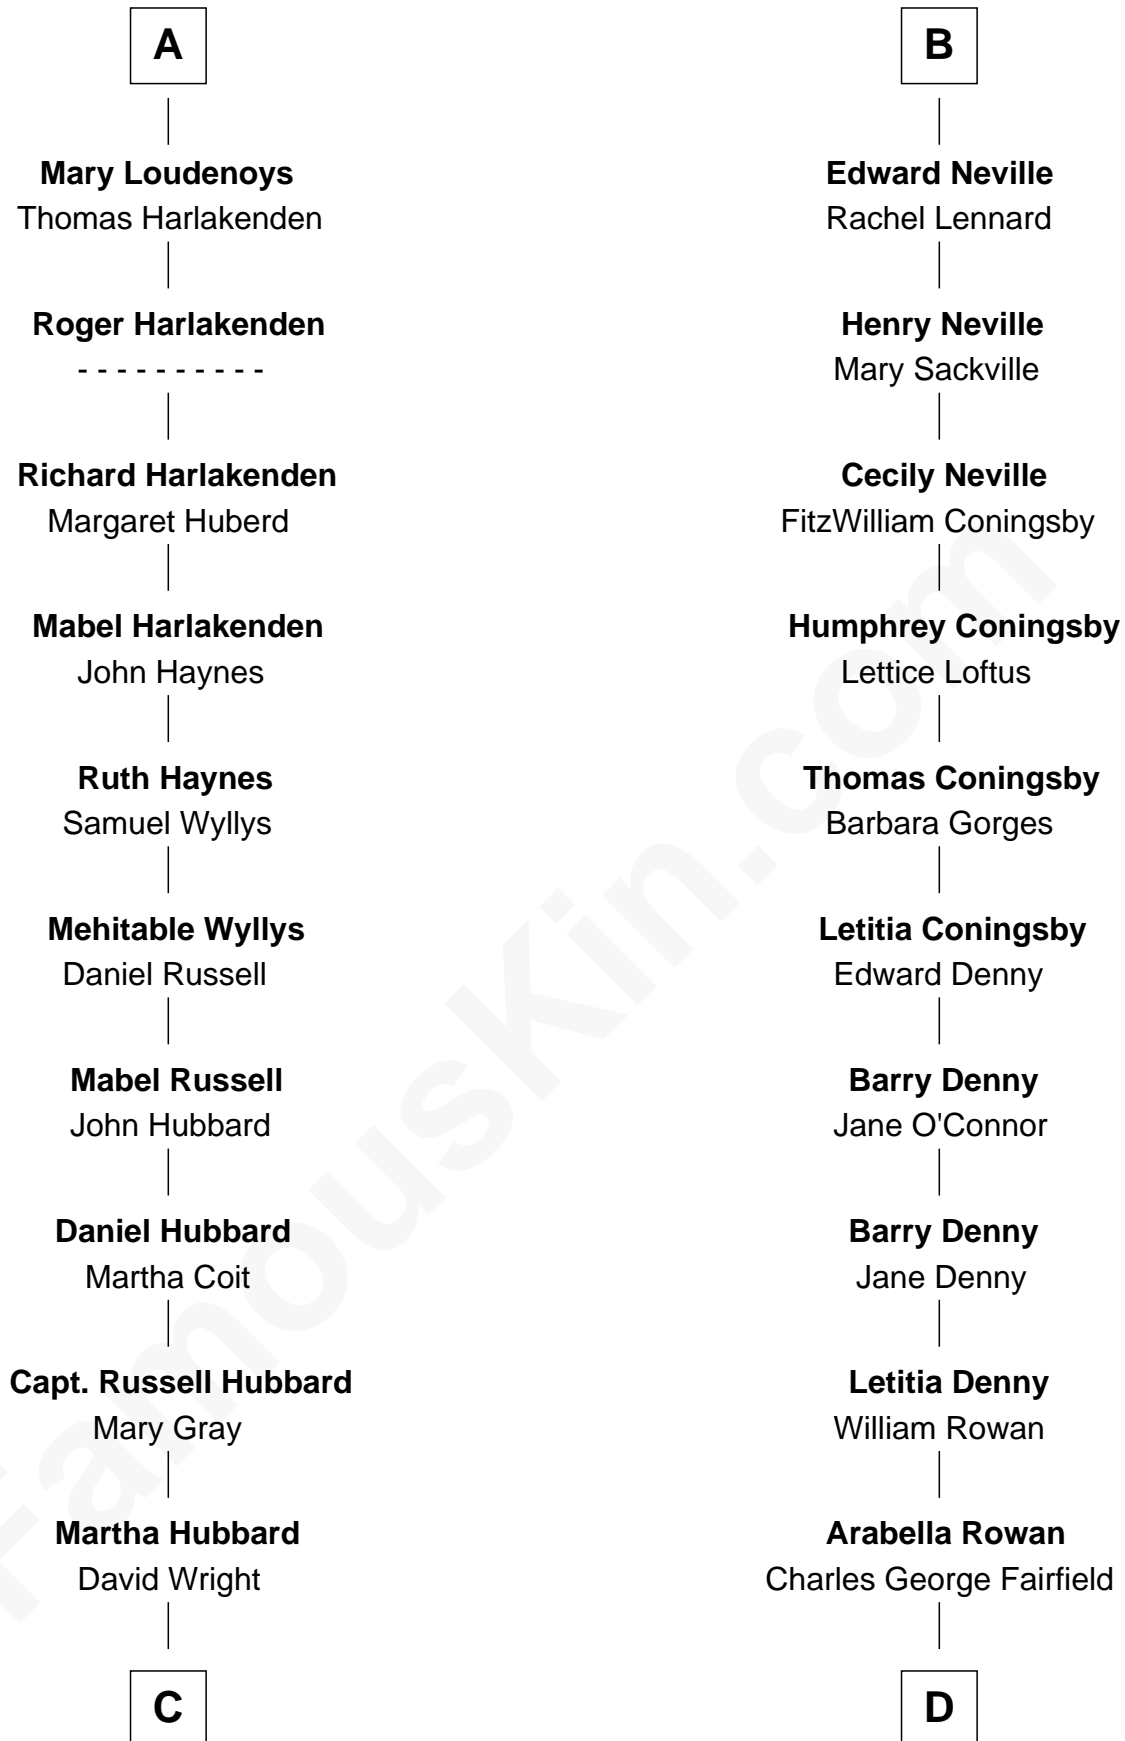 A
Mary Loudenoys
Thomas Harlakenden
Roger Harlakenden
- - - - - - - - - -
Richard Harlakenden
Margaret Huberd
Mabel Harlakenden
John Haynes
Ruth Haynes
Samuel Wyllys
Mehitable Wyllys
Daniel Russell
Mabel Russell
John Hubbard
Daniel Hubbard
Martha Coit
Capt. Russell Hubbard
Mary Gray
Martha Hubbard
David Wright
C
B
Edward Neville
Rachel Lennard
Henry Neville
Mary Sackville
Cecily Neville
FitzWilliam Coningsby
Humphrey Coningsby
Lettice Loftus
Thomas Coningsby
Barbara Gorges
Letitia Coningsby
Edward Denny
Barry Denny
Jane O'Connor
Barry Denny
Jane Denny
Letitia Denny
William Rowan
Arabella Rowan
Charles George Fairfield
D
FamousKin.com